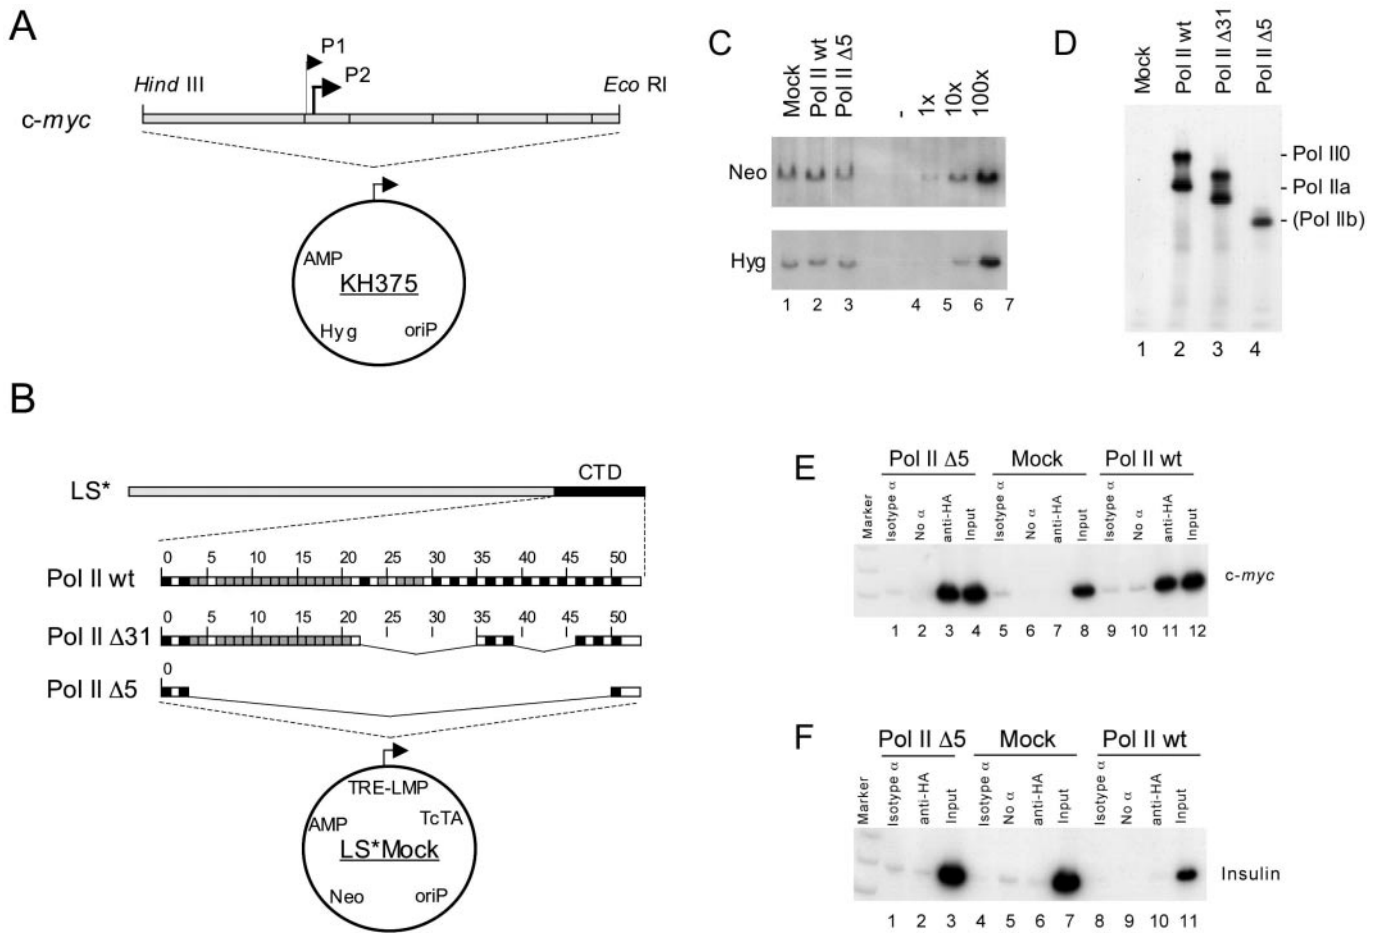 A
P1
P2
Hind III
Eco RI
c-myc
AMP
KH375
Hyg
oriP
B
CTD
LS*
0 5 10 15 20 25 30 35 40 45 50
Pol II wt
0 5 10 15 20 25 30 35 40 45 50
Pol II Δ31
0
Pol II Δ5
TRE-LMP
TcTA
AMP
LS*Mock
Neo
oriP
C
Mock
Pol II wt
Pol II Δ5
-
1x
10x
100x
Neo
Hyg
1 2 3 4 5 6 7
D
Mock
Pol II wt
Pol II Δ31
Pol II Δ5
Pol II0
Pol IIa
(Pol IIb)
1 2 3 4
E
Pol II Δ5 Mock Pol II wt
Marker
Isotype α
No α
anti-HA
Input
Isotype α
No α
anti-HA
Input
Isotype α
No α
anti-HA
Input
c-myc
1 2 3 4 5 6 7 8 9 10 11 12
F
Pol II Δ5 Mock Pol II wt
Marker
Isotype α
anti-HA
Input
Isotype α
No α
anti-HA
Input
Isotype α
No α
anti-HA
Input
Insulin
1 2 3 4 5 6 7 8 9 10 11